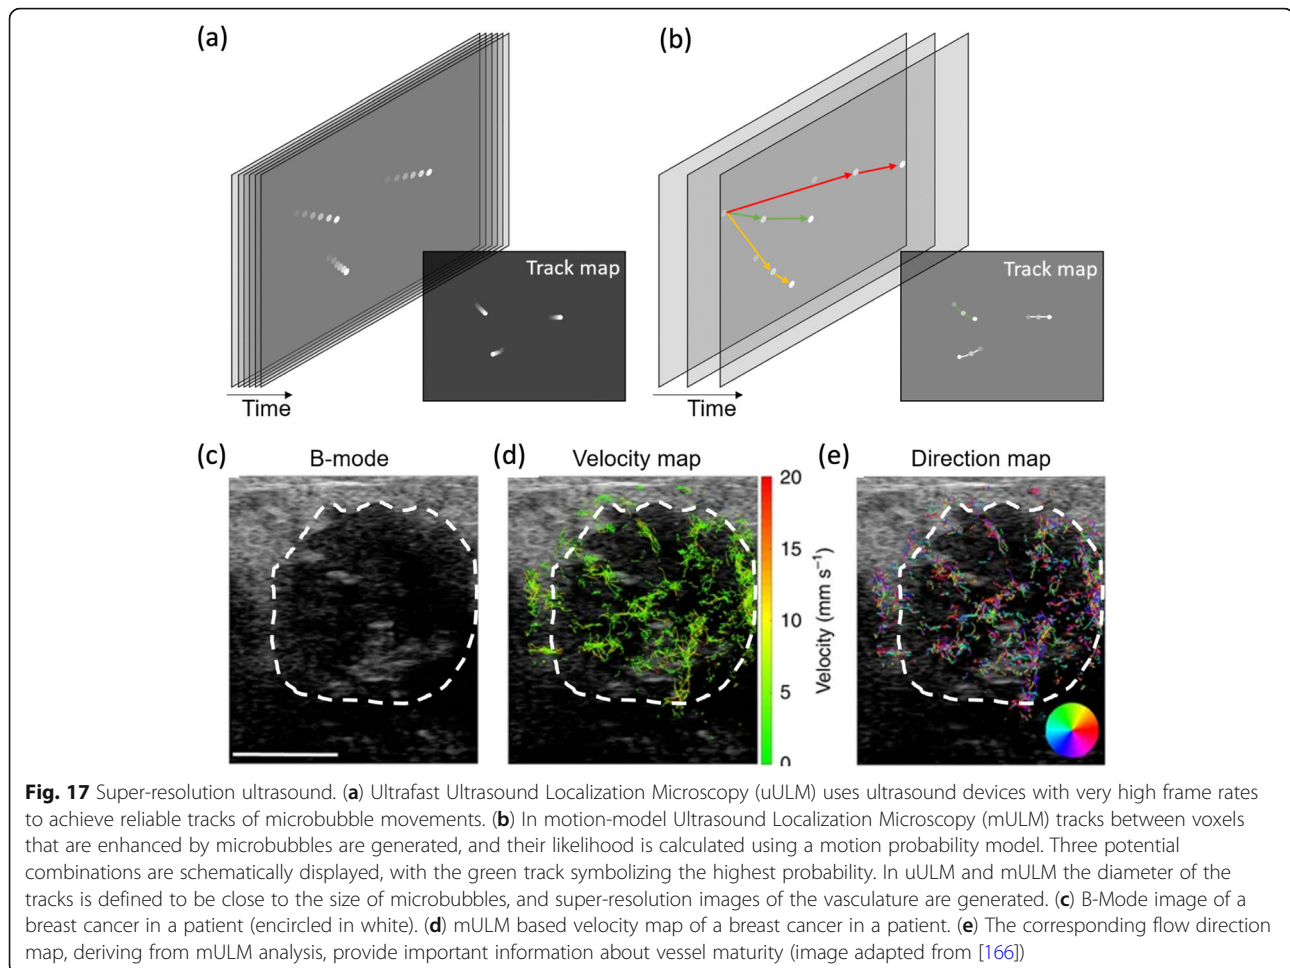 (a)
(b)
Track map
Track map
Time
Time
(c)
B-mode
(d)
Velocity map
(e)
Direction map
20
15
10
5
0
Velocity (mm s⁻¹)
Fig. 17 Super-resolution ultrasound. (a) Ultrafast Ultrasound Localization Microscopy (uULM) uses ultrasound devices with very high frame rates
to achieve reliable tracks of microbubble movements. (b) In motion-model Ultrasound Localization Microscopy (mULM) tracks between voxels
that are enhanced by microbubbles are generated, and their likelihood is calculated using a motion probability model. Three potential
combinations are schematically displayed, with the green track symbolizing the highest probability. In uULM and mULM the diameter of the
tracks is defined to be close to the size of microbubbles, and super-resolution images of the vasculature are generated. (c) B-Mode image of a
breast cancer in a patient (encircled in white). (d) mULM based velocity map of a breast cancer in a patient. (e) The corresponding flow direction
map, deriving from mULM analysis, provide important information about vessel maturity (image adapted from [166])